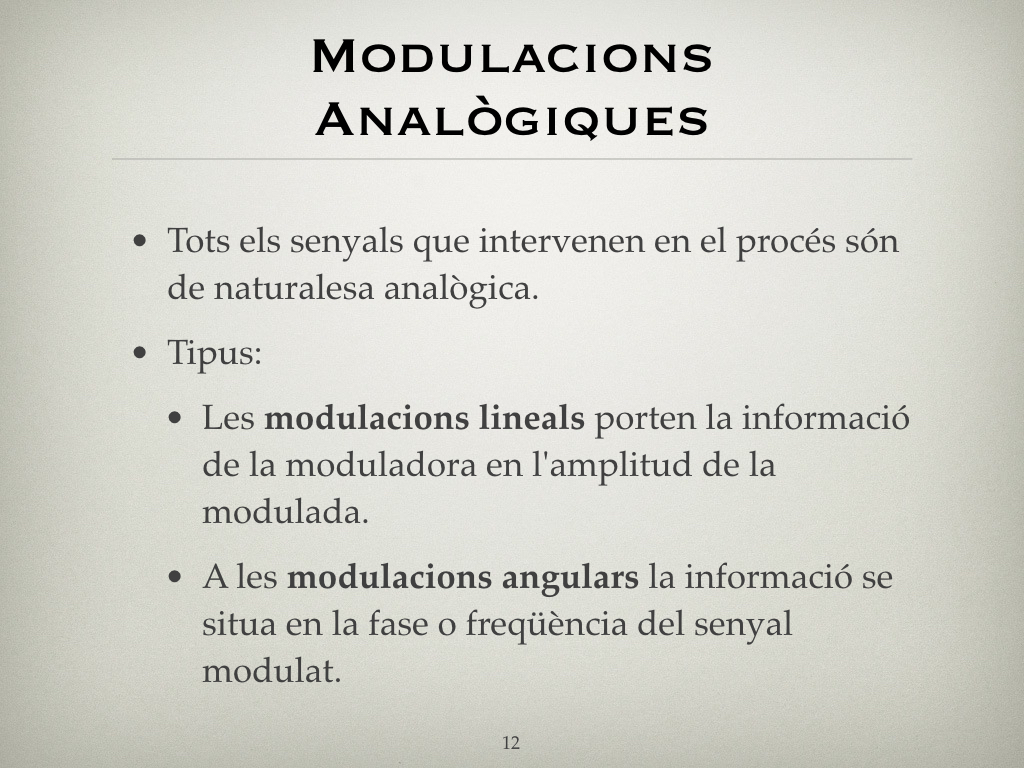 Modulacions
Analògiques
• Tots els senyals que intervenen en el procés són
de naturalesa analògica.
• Tipus:
• Les modulacions lineals porten la informació
de la moduladora en l'amplitud de la
modulada.
• A les modulacions angulars la informació se
situa en la fase o freqüència del senyal
modulat.
12